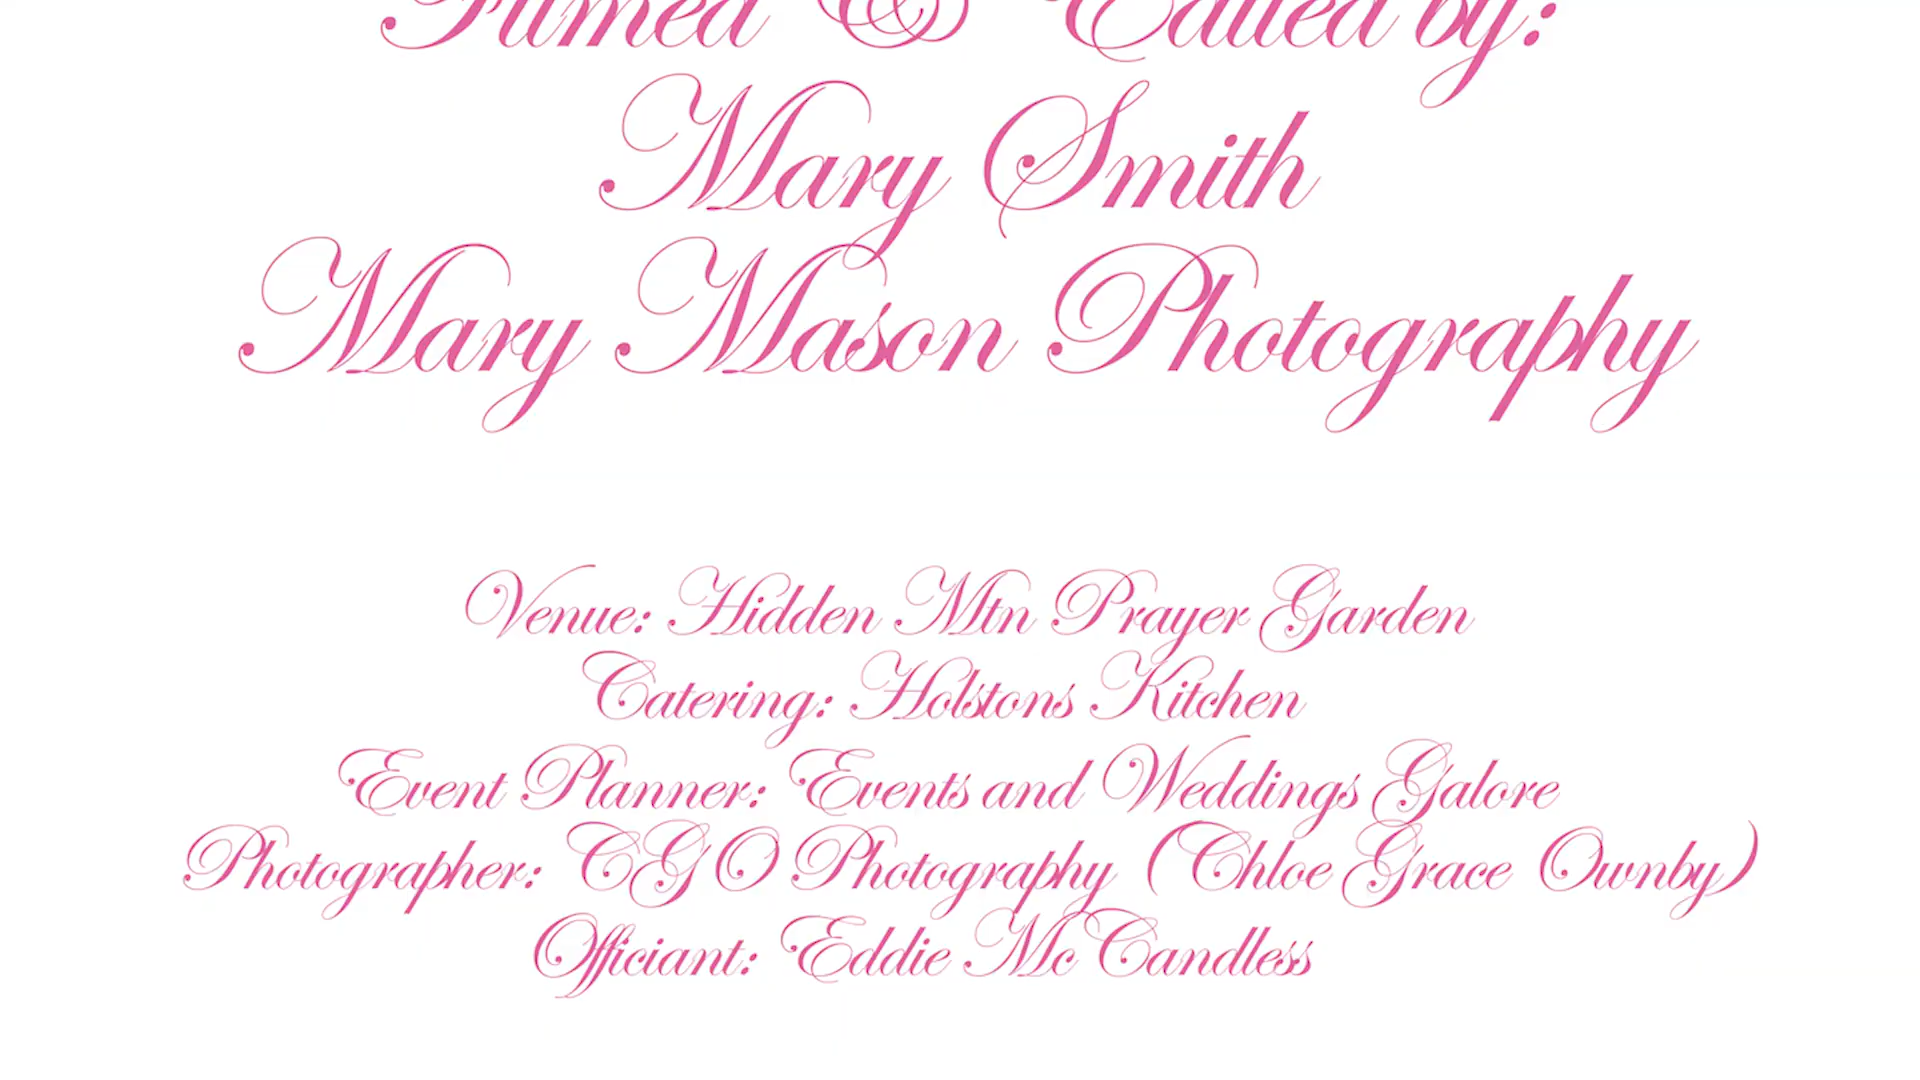 Filmed & Edited by:
Mary Smith
Mary Mason Photography
Venue: Hidden Mtn Prayer Garden
Catering: Holstons Kitchen
Event Planner: Events and Weddings Galore
Photographer: CGO Photography (Chloe Grace Ownby)
Officiant: Eddie McCandless